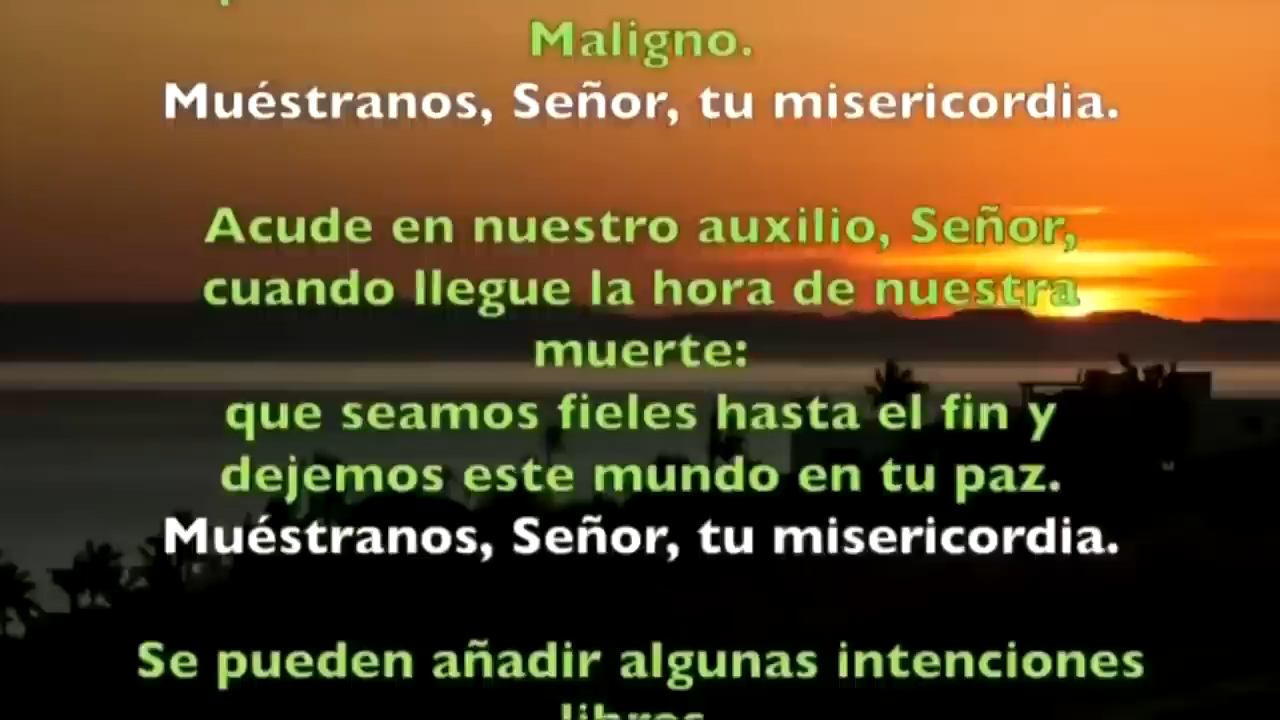 Maligno.
Muéstranos, Señor, tu misericordia.
Acude en nuestro auxilio, Señor,
cuando llegue la hora de nuestra
muerte:
que seamos fieles hasta el fin y
dejemos este mundo en tu paz.
Muéstranos, Señor, tu misericordia.
Se pueden añadir algunas intenciones
libres